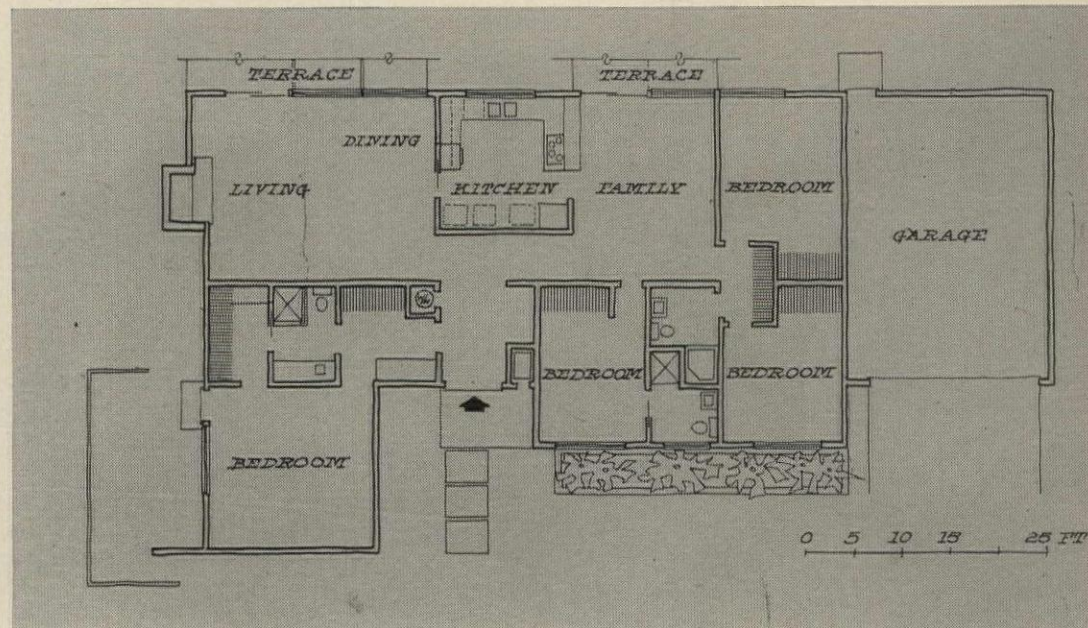 TERRACE
TERRACE
DINING
LIVING
KITCHEN
FAMILY
BEDROOM
GARAGE
BEDROOM
BEDROOM
BEDROOM
0 5 10 15 25 FT